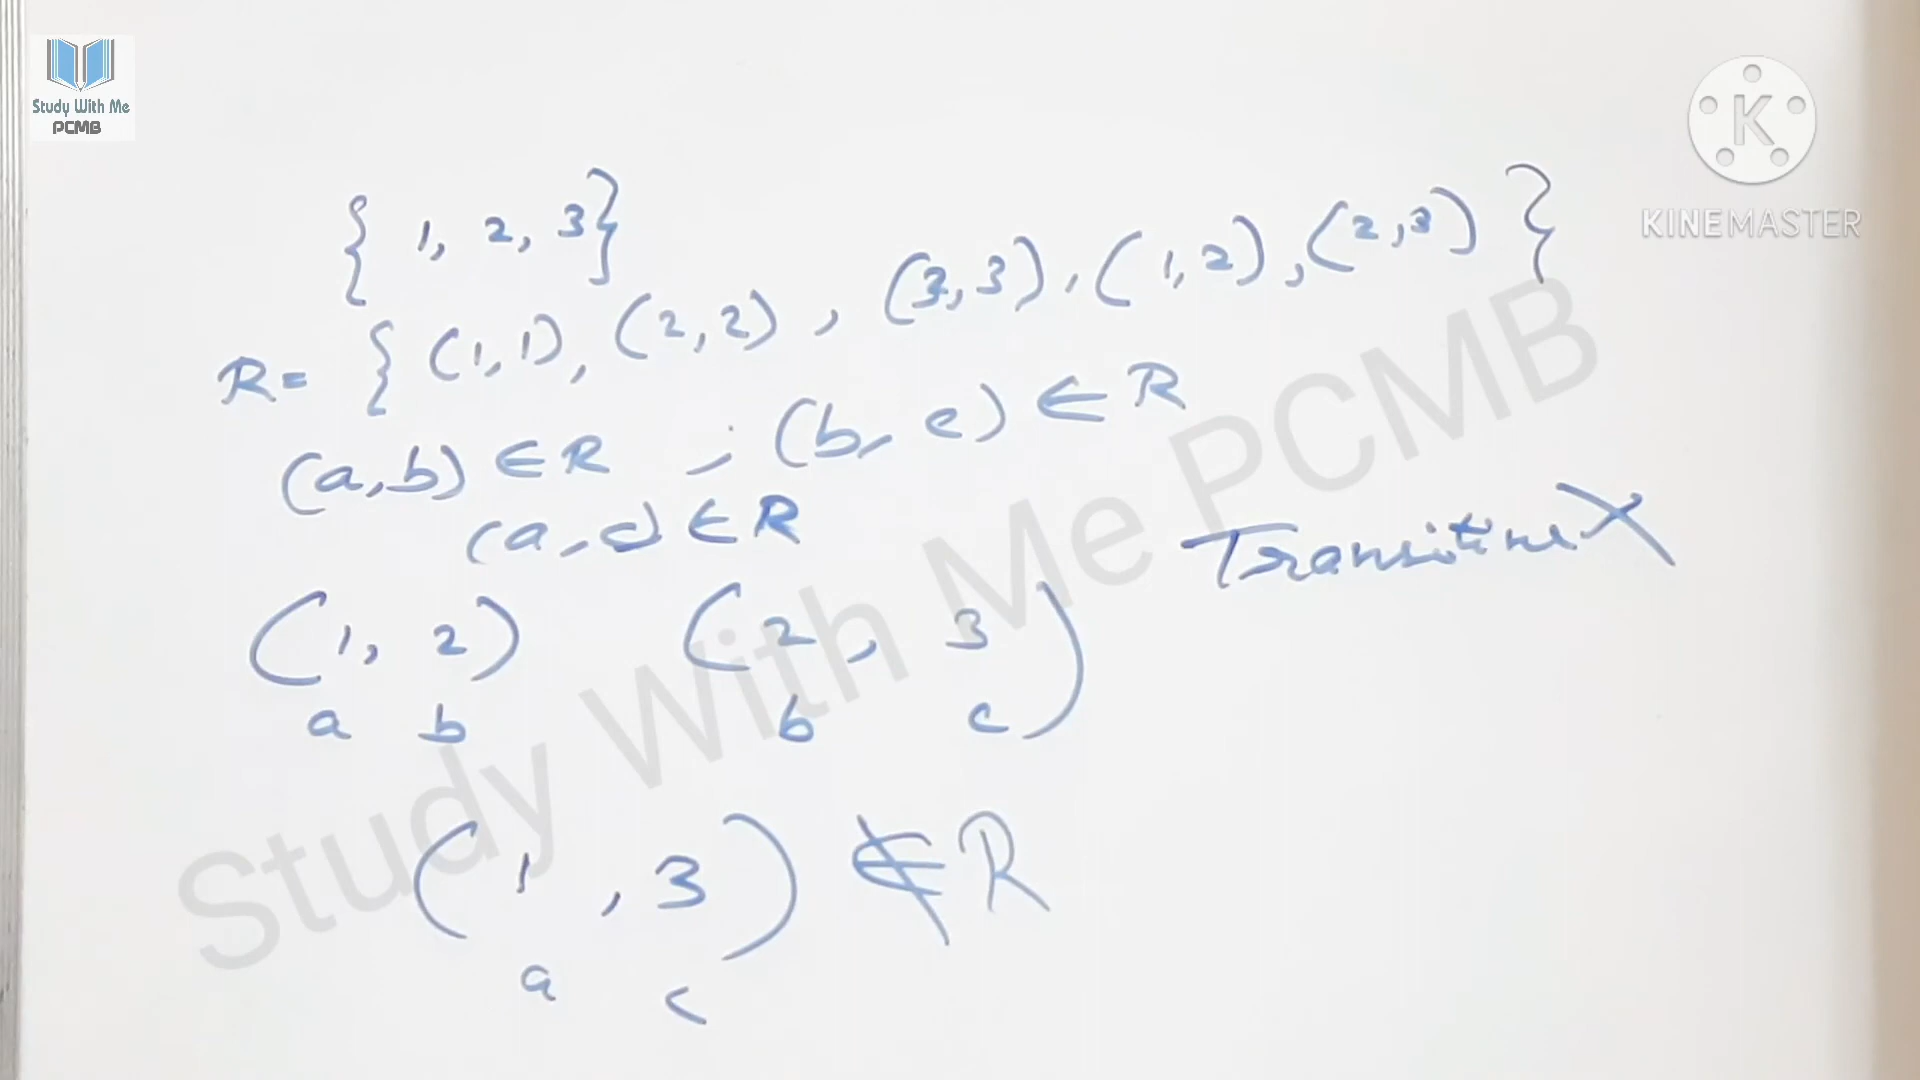 Study With Me
PCMB
KINEMASTER
{ 1, 2, 3}
R= { (1,1), (2,2), (3,3), (1,2), (2,3) }
(a,b) ∈ R , (b, c) ∈ R
(a, c) ∈ R
Transitive X
(1, 2) (2, 3)
a b b c
(1, 3) ∉ R
a c
Study With Me PCMB